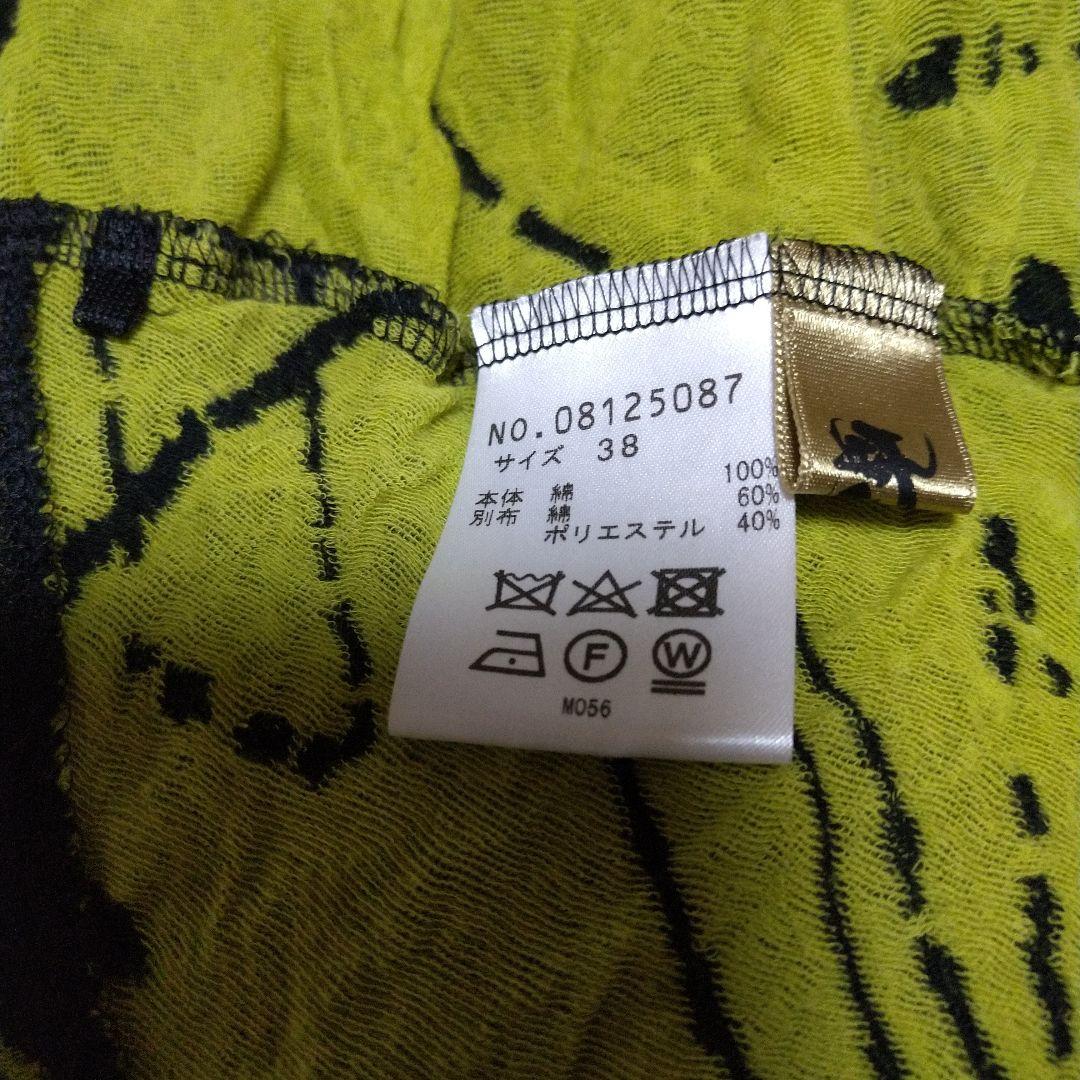 NO.08125087
サイズ 38
本体 綿 100%
別布 綿 60%
ポリエステル 40%
F W
M056